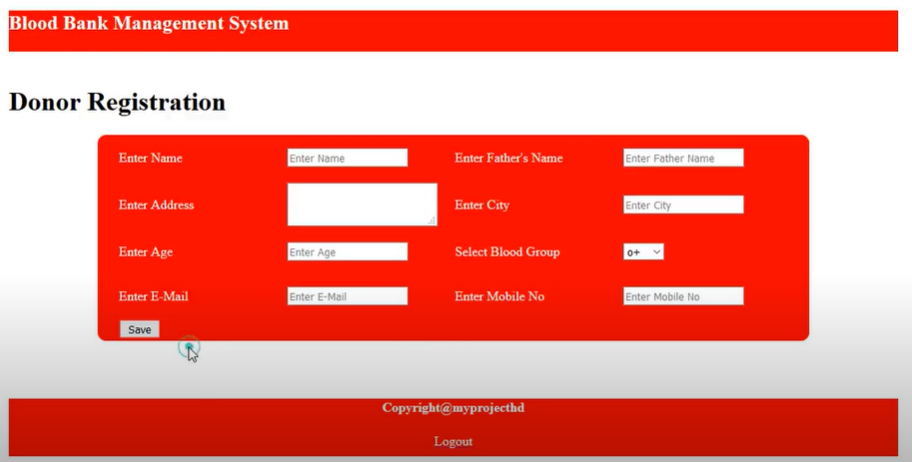 Blood Bank Management System
Donor Registration
Enter Name Enter Name Enter Father's Name Enter Father Name
Enter Address Enter City Enter City
Enter Age Enter Age Select Blood Group o+
Enter E-Mail Enter E-Mail Enter Mobile No Enter Mobile No
Save
Copyright@myprojecthd
Logout